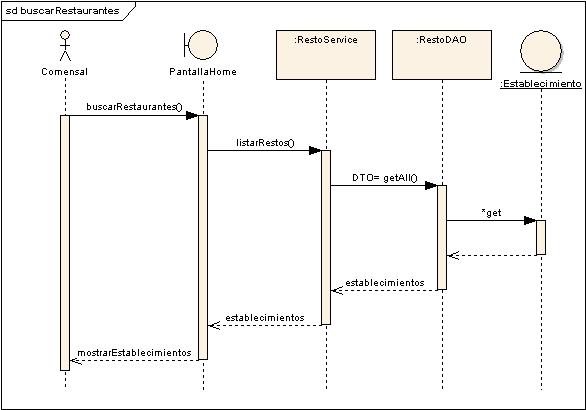 sd buscarRestaurantes
Comensal
PantallaHome
:RestoService
:RestoDAO
:Establecimiento
buscarRestaurantes()
listarRestos()
DTO= getAll()
*get
establecimientos
establecimientos
mostrarEstablecimientos